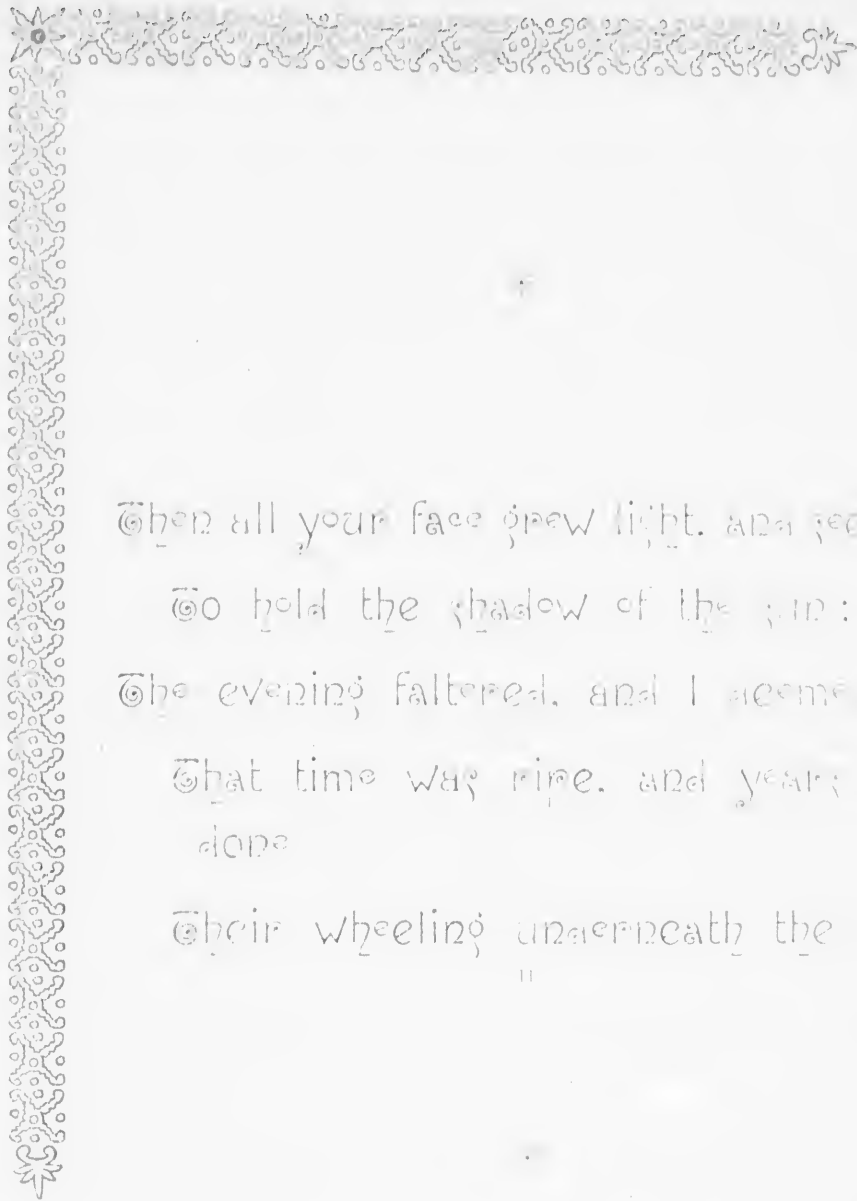 Then all your face grew light, and
To hold the shadow of the sun:
The evening faltered, and I
That time was ripe, and years
done
Their wheeling underneath the